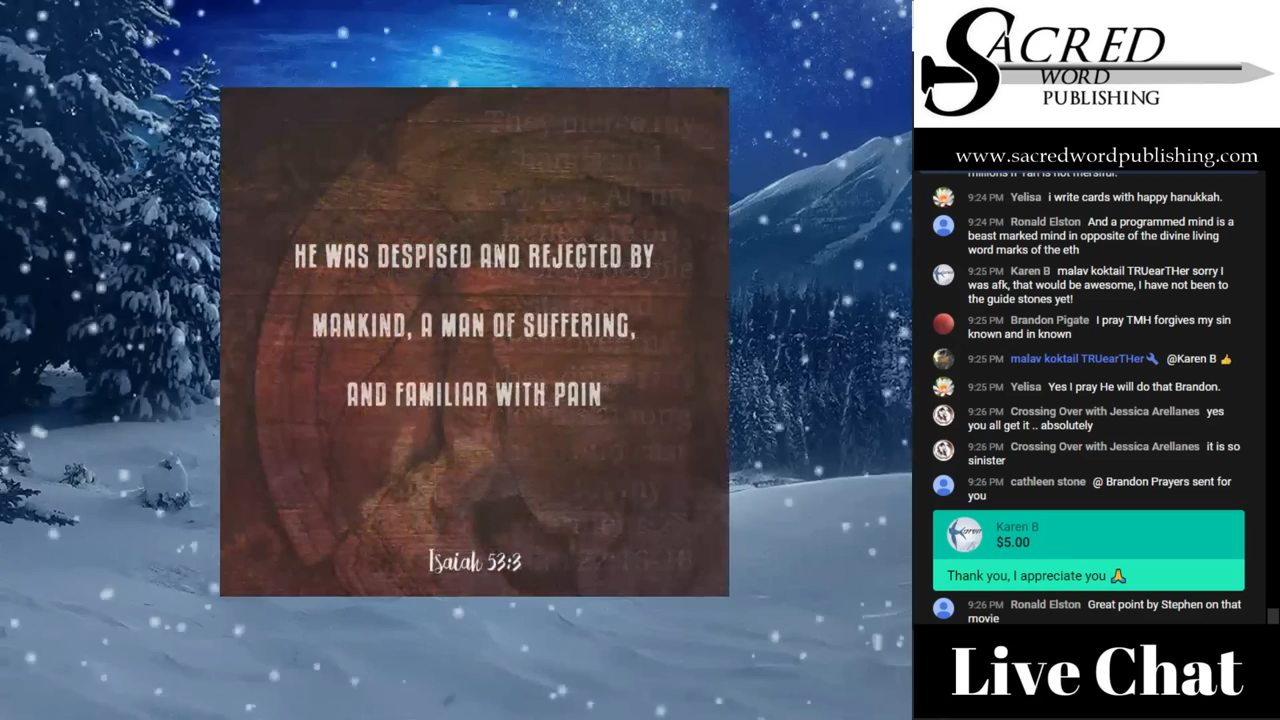 HE WAS DESPISED AND REJECTED BY
MANKIND, A MAN OF SUFFERING,
AND FAMILIAR WITH PAIN
Isaiah 53:3
SACRED
WORD
PUBLISHING
www.sacredwordpublishing.com
9:24 PM Yelisa i write cards with happy hanukkah.
9:24 PM Ronald Elston And a programmed mind is a
beast marked mind in opposite of the divine living
word marks of the eth
9:25 PM Karen B malav koktail TRUearTHer sorry I
was afk, that would be awesome, I have not been to
the guide stones yet!
9:25 PM Brandon Pigate I pray TMH forgives my sin
known and in known
9:25 PM malav koktail TRUearTHer @Karen B 👍
9:25 PM Yelisa Yes I pray He will do that Brandon.
9:26 PM Crossing Over with Jessica Arellanes yes
you all get it .. absolutely
9:26 PM Crossing Over with Jessica Arellanes it is so
sinister
9:26 PM cathleen stone @ Brandon Prayers sent for
you
Karen B
$5.00
Thank you, I appreciate you 🙏
9:26 PM Ronald Elston Great point by Stephen on that
movie
Live Chat